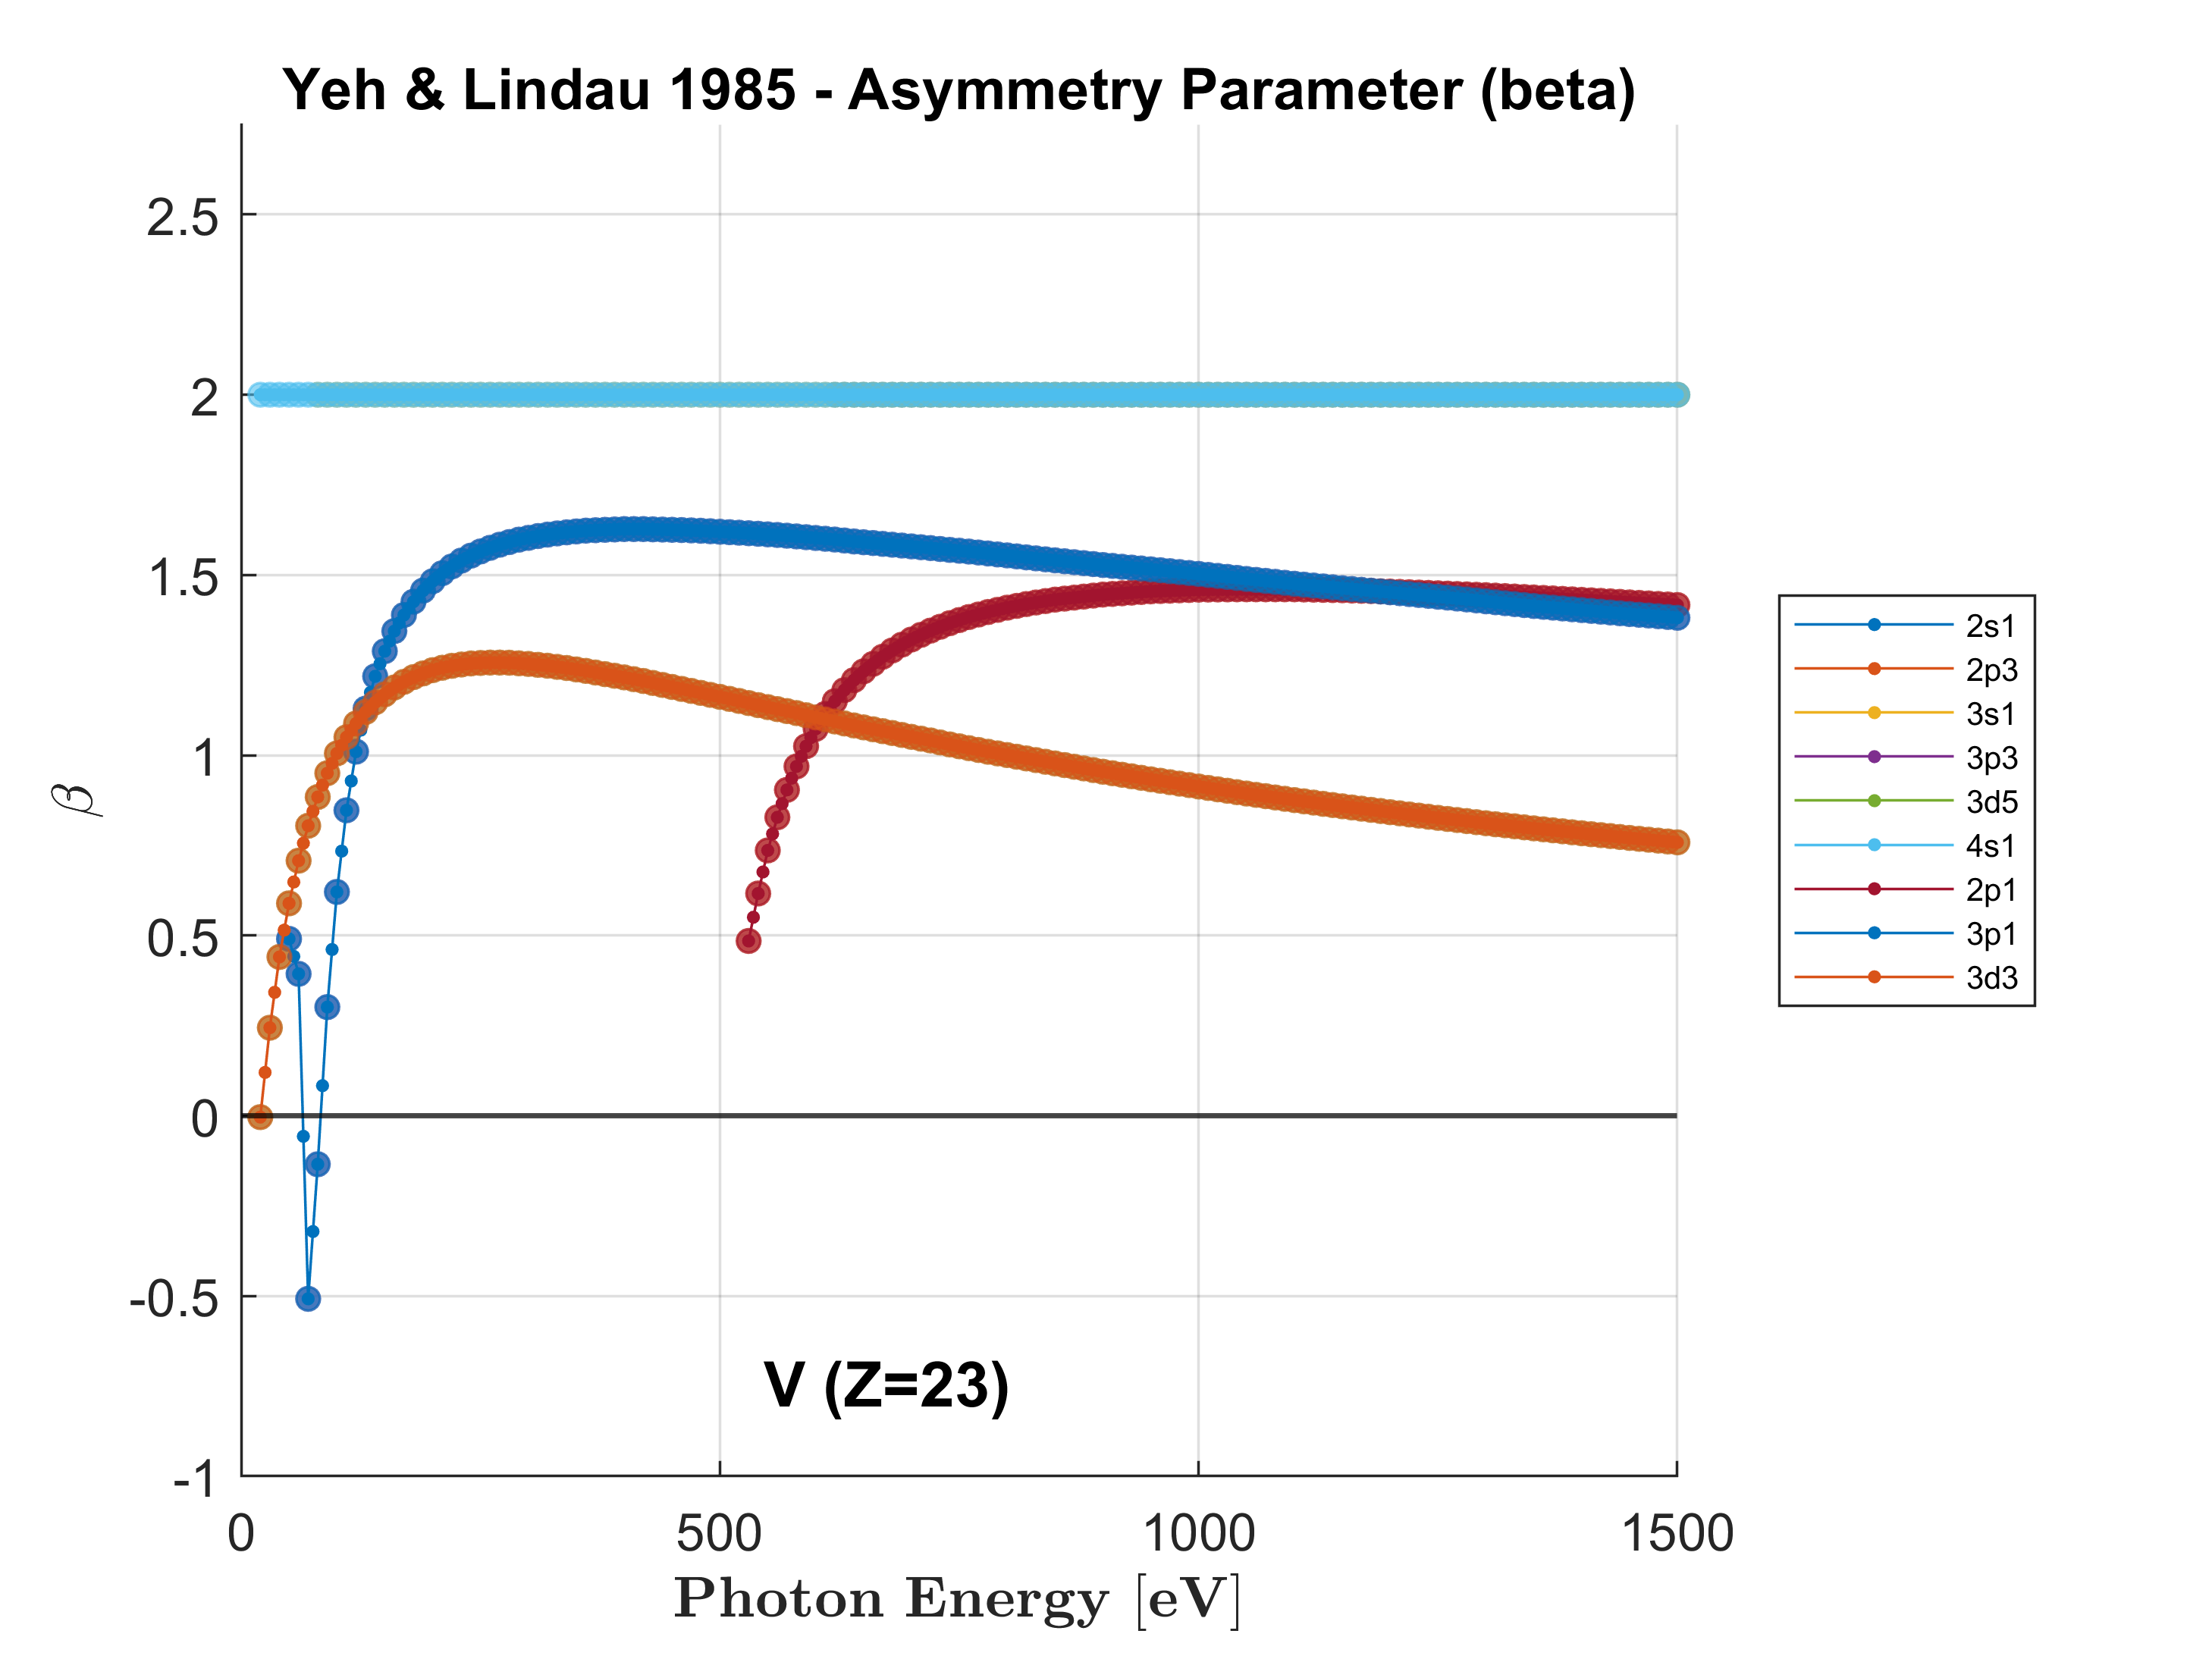 Yeh & Lindau 1985 - Asymmetry Parameter (beta)
2.5
2
1.5
1
0.5
0
-0.5
-1
β
0 500 1000 1500
Photon Energy [eV]
V (Z=23)
2s1
2p3
3s1
3p3
3d5
4s1
2p1
3p1
3d3